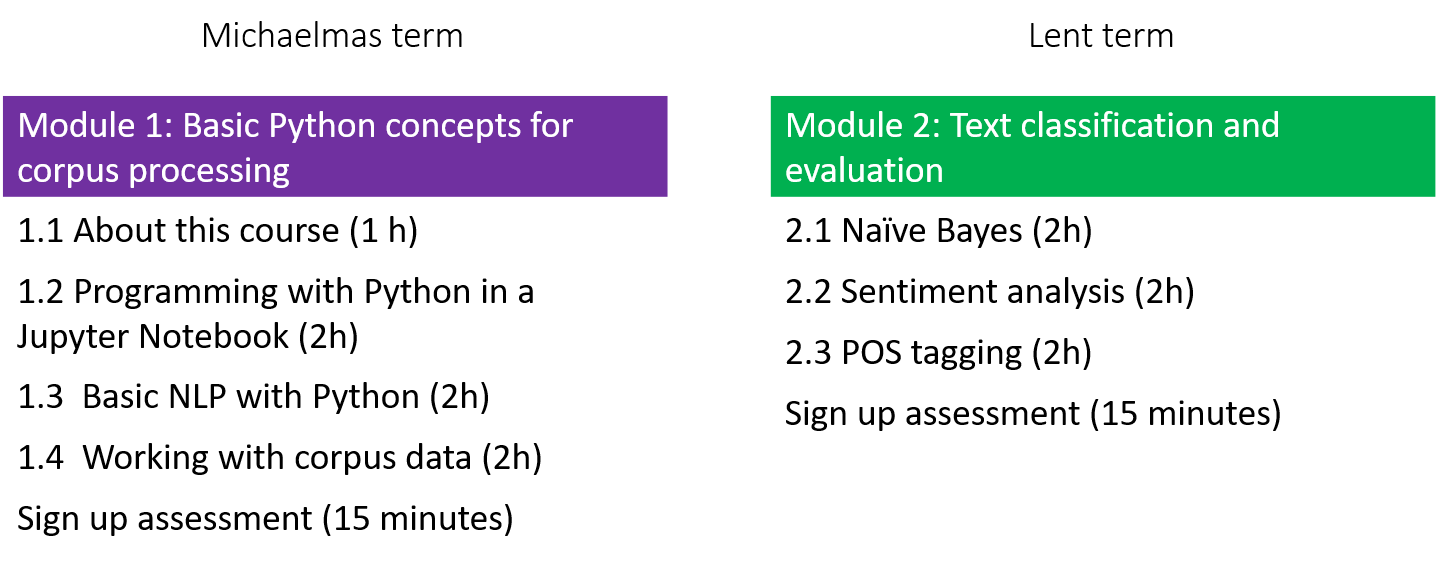 Michaelmas term
Module 1: Basic Python concepts for
corpus processing
1.1 About this course (1 h)
1.2 Programming with Python in a
Jupyter Notebook (2h)
1.3  Basic NLP with Python (2h)
1.4  Working with corpus data (2h)
Sign up assessment (15 minutes)
Lent term
Module 2: Text classification and
evaluation
2.1 Naïve Bayes (2h)
2.2 Sentiment analysis (2h)
2.3 POS tagging (2h)
Sign up assessment (15 minutes)